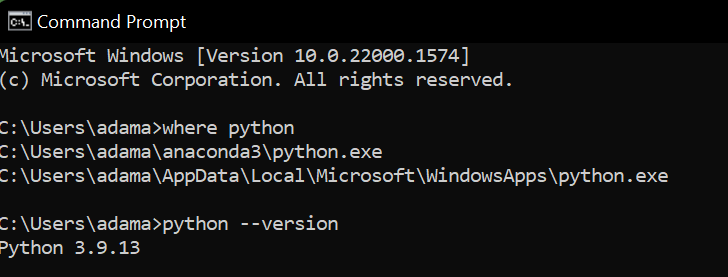 Command Prompt
Microsoft Windows [Version 10.0.22000.1574]
(c) Microsoft Corporation. All rights reserved.
C:\Users\adama>where python
C:\Users\adama\anaconda3\python.exe
C:\Users\adama\AppData\Local\Microsoft\WindowsApps\python.exe
C:\Users\adama>python --version
Python 3.9.13